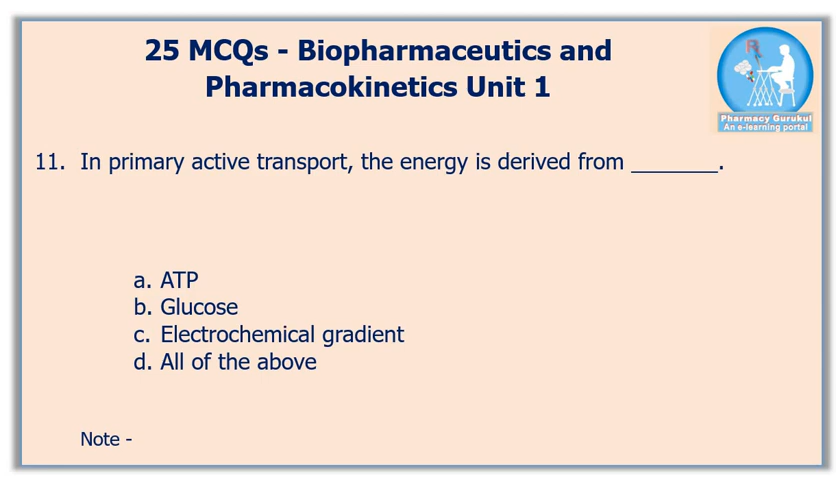 25 MCQs - Biopharmaceutics and
Pharmacokinetics Unit 1
Pharmacy Gurukul
An e-learning portal
11. In primary active transport, the energy is derived from _______.
a. ATP
b. Glucose
c. Electrochemical gradient
d. All of the above
Note -